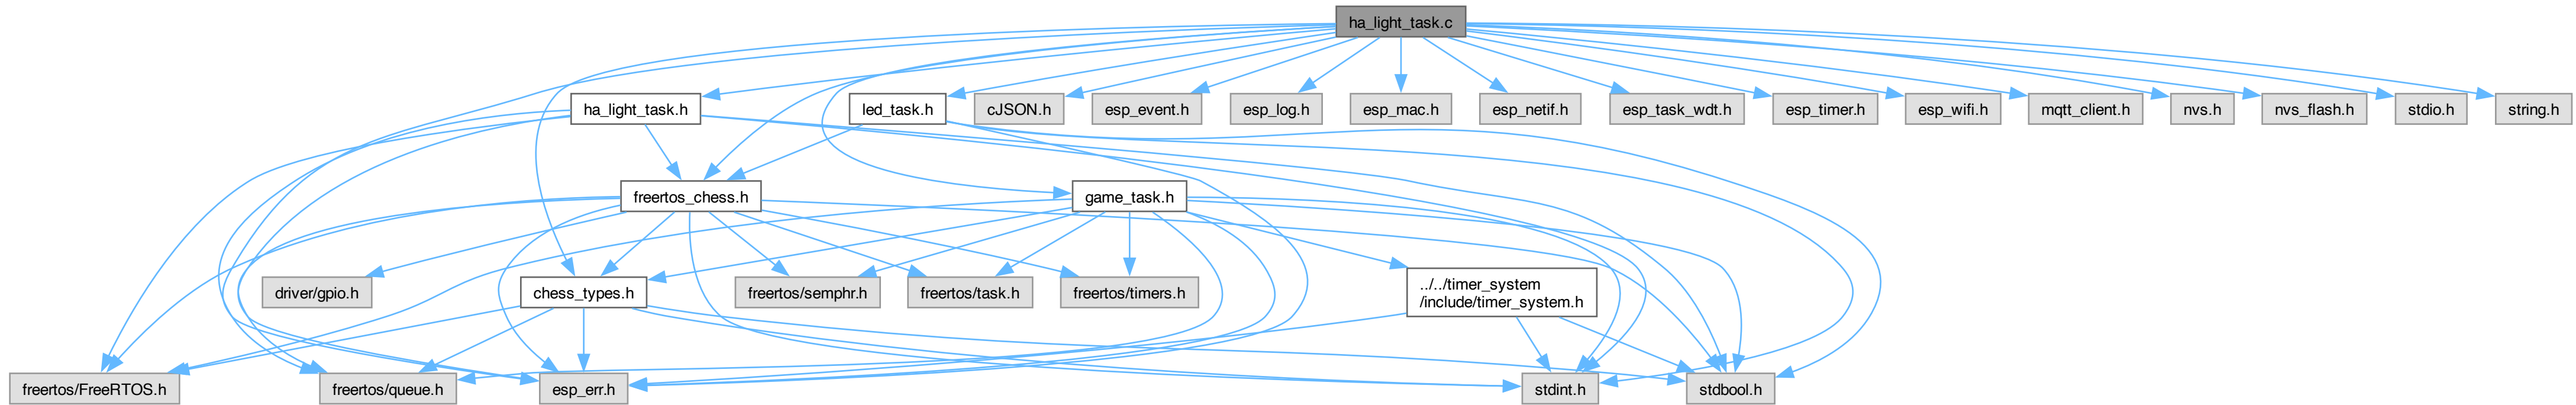 ha_light_task.c
ha_light_task.h
led_task.h
cJSON.h
esp_event.h
esp_log.h
esp_mac.h
esp_netif.h
esp_task_wdt.h
esp_timer.h
esp_wifi.h
mqtt_client.h
nvs.h
nvs_flash.h
stdio.h
string.h
freertos_chess.h
game_task.h
driver/gpio.h
chess_types.h
freertos/semphr.h
freertos/task.h
freertos/timers.h
../../timer_system
/include/timer_system.h
freertos/FreeRTOS.h
freertos/queue.h
esp_err.h
stdint.h
stdbool.h